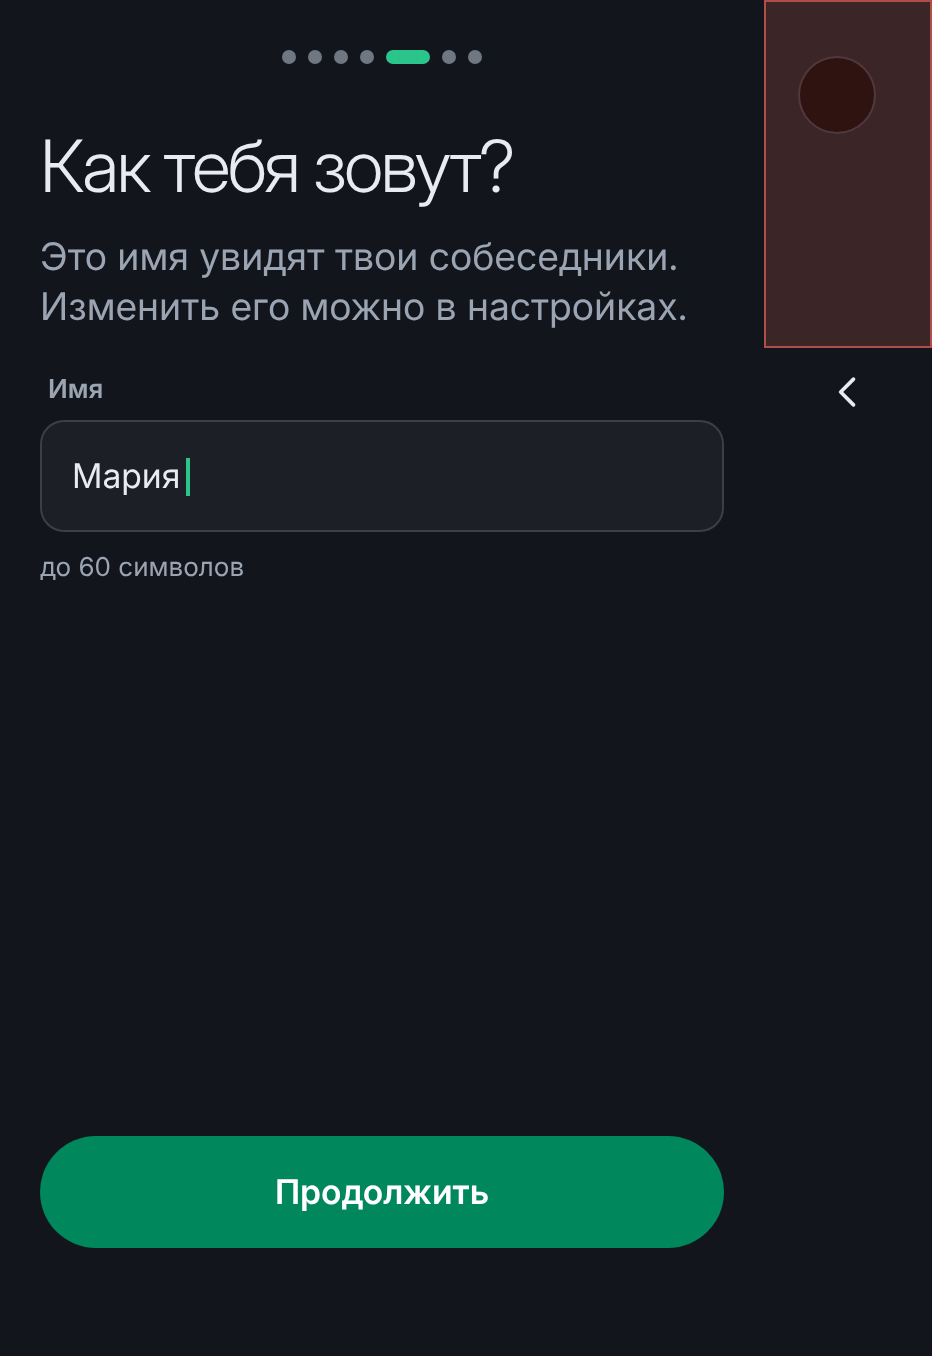 Как тебя зовут?
Это имя увидят твои собеседники.
Изменить его можно в настройках.
Имя
Мария
до 60 символов
Продолжить